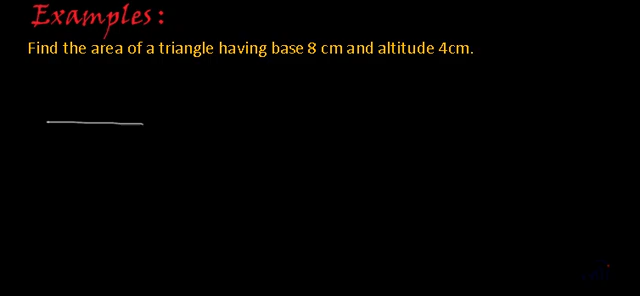 Examples:
Find the area of a triangle having base 8 cm and altitude 4cm.